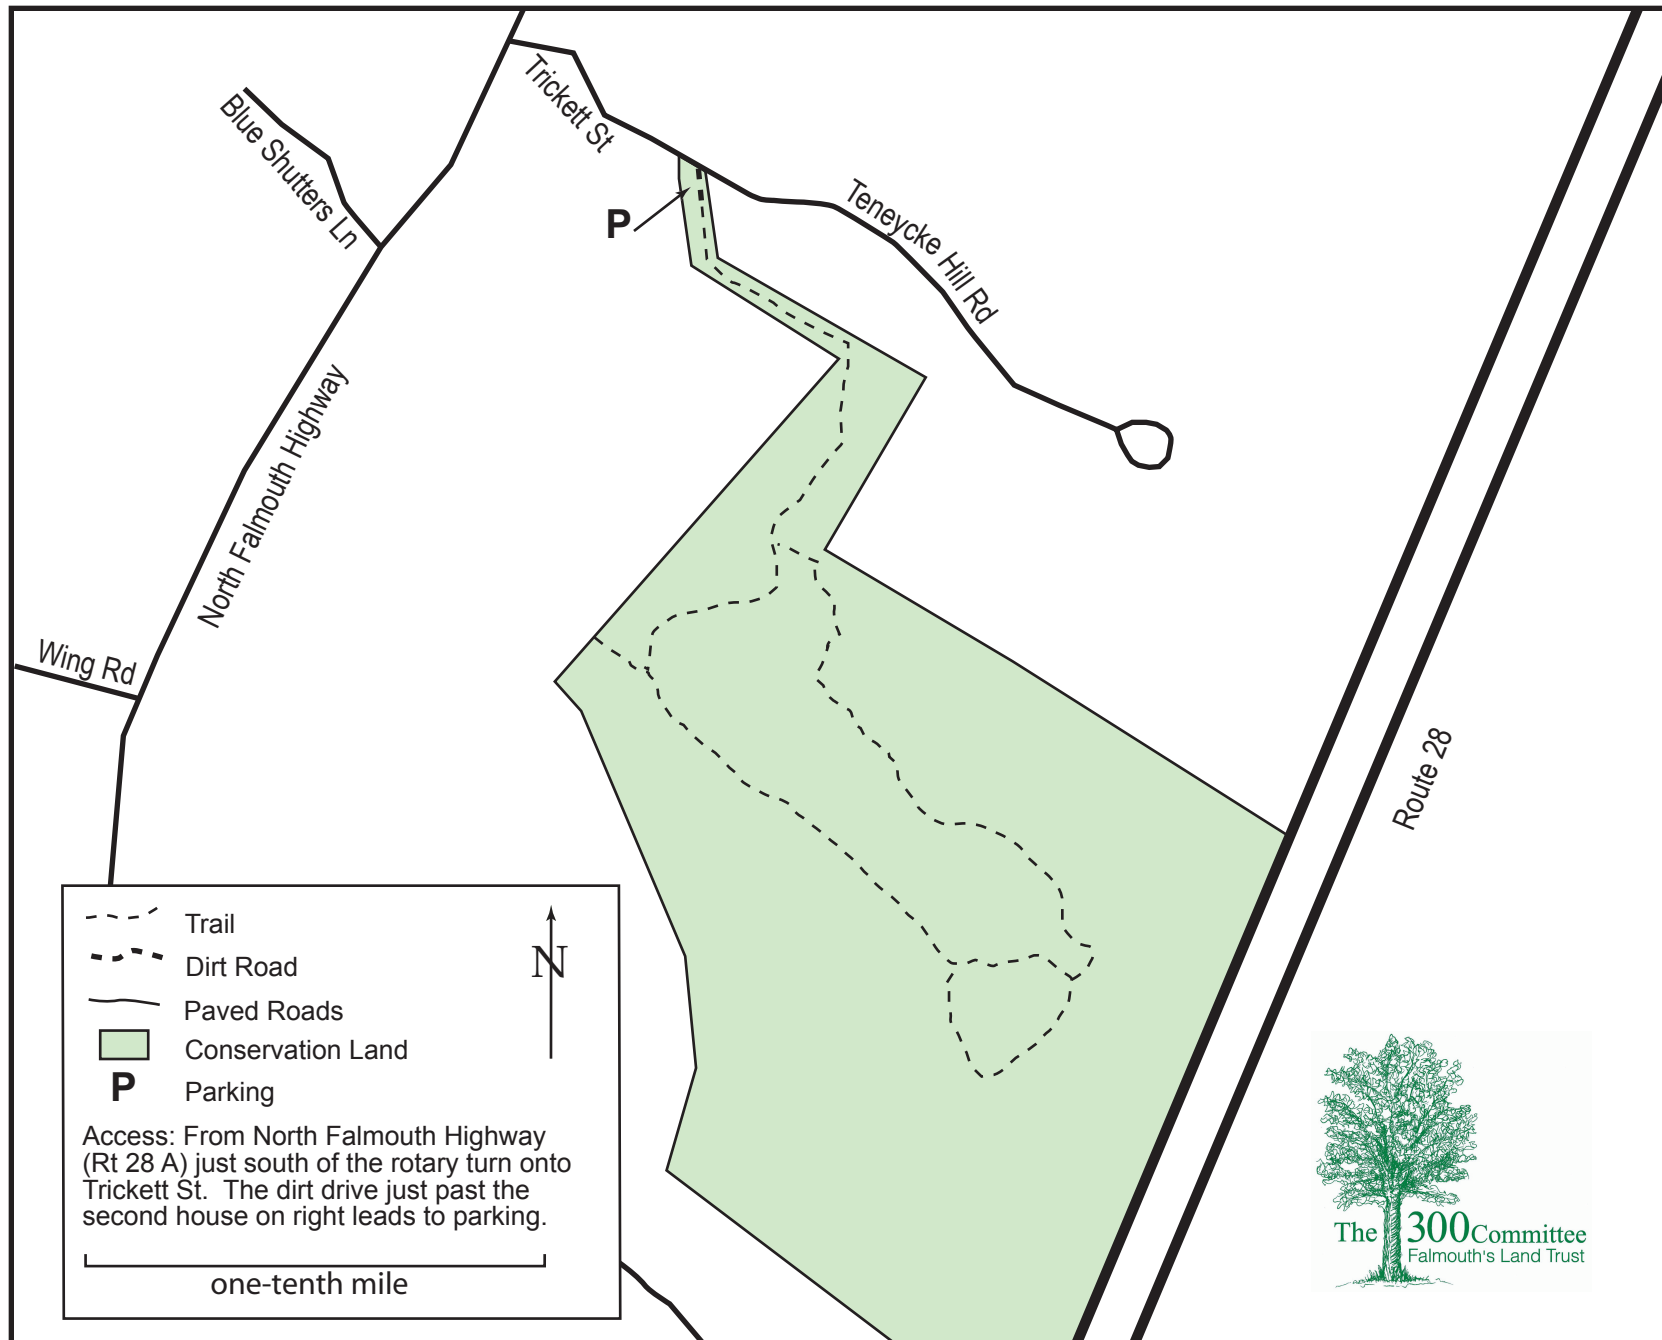 Trickett St
Blue Shutters Ln
P
Teneycke Hill Rd
North Falmouth Highway
Wing Rd
Route 28
Trail
Dirt Road
Paved Roads
Conservation Land
P Parking
N
Access: From North Falmouth Highway
(Rt 28 A) just south of the rotary turn onto
Trickett St. The dirt drive just past the
second house on right leads to parking.
one-tenth mile
The 300 Committee
Falmouth's Land Trust